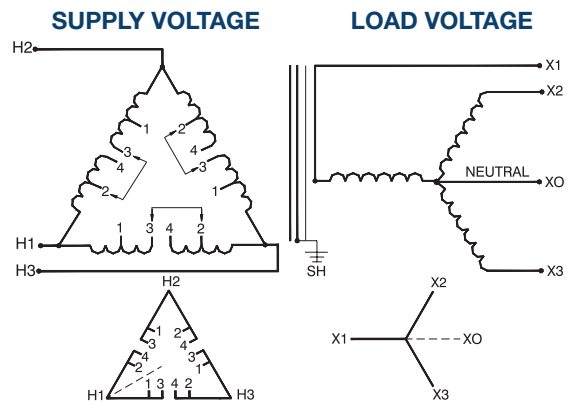 SUPPLY VOLTAGE
LOAD VOLTAGE
H2
X1
X2
1
2
3
4
4
3
2
1
NEUTRAL
XO
H1
1 3 4 2
H3
SH
X3
H2
1 2
3 4
4 3
2 1
1 3 4 2
H1
H3
X2
X1
XO
X3